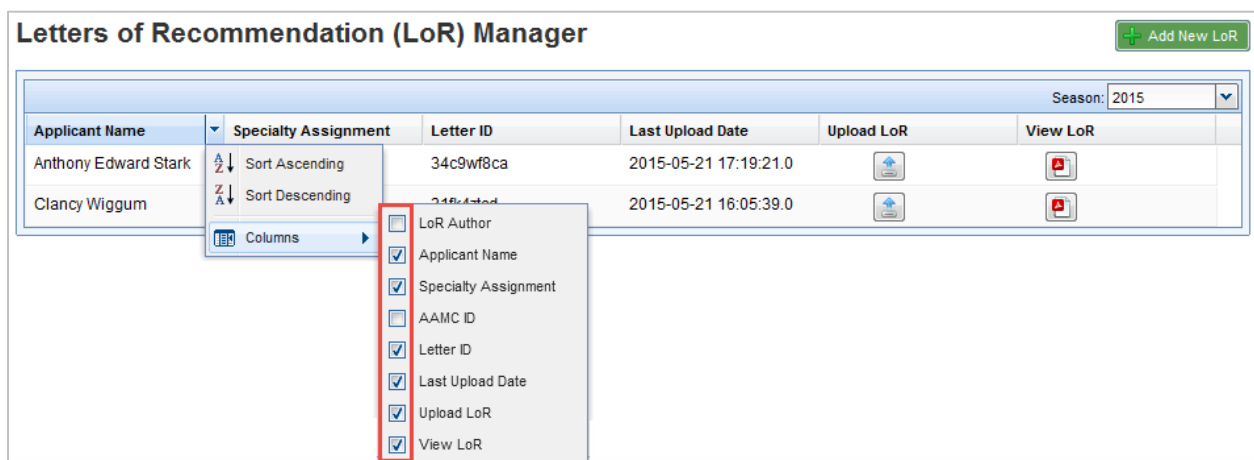 Letters of Recommendation (LoR) Manager
Add New LoR
Season: 2015
Applicant Name Specialty Assignment Letter ID Last Upload Date Upload LoR View LoR
Anthony Edward Stark 34c9wf8ca 2015-05-21 17:19:21.0
Clancy Wiggum 2015-05-21 16:05:39.0
Sort Ascending
Sort Descending
Columns
LoR Author
Applicant Name
Specialty Assignment
AAMC ID
Letter ID
Last Upload Date
Upload LoR
View LoR